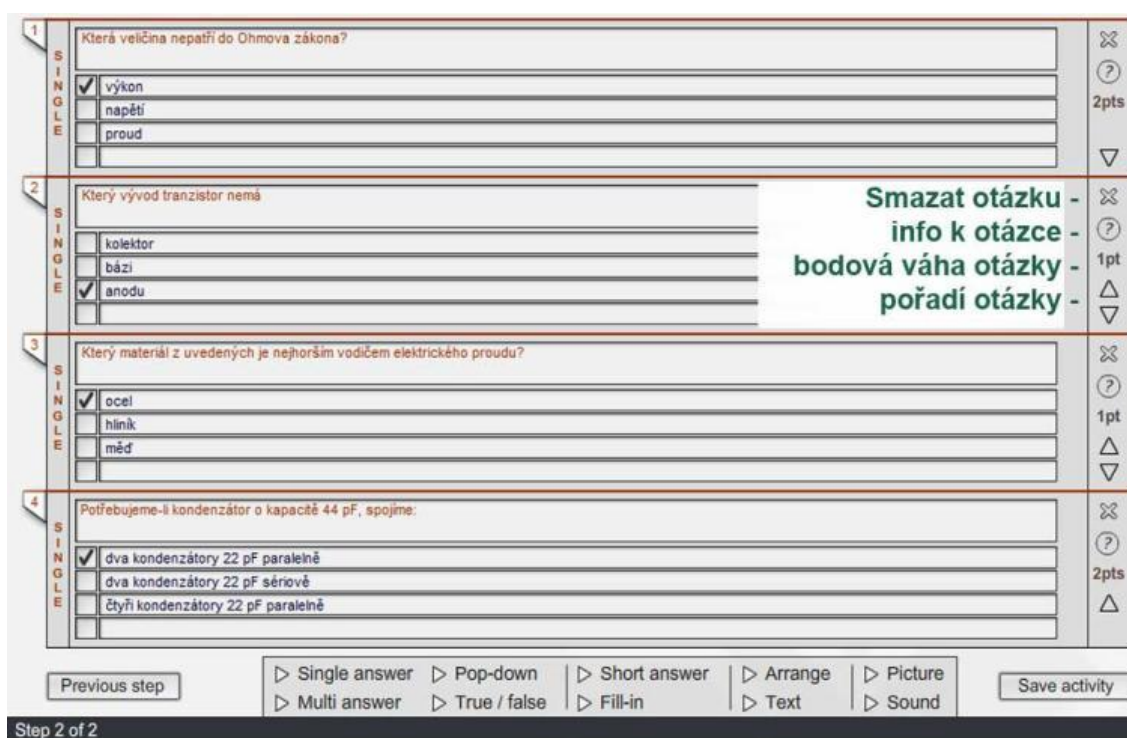 1
SINGLE
Která veličina nepatří do Ohmova zákona?
výkon
napětí
proud
?
2pts
2
SINGLE
Který vývod tranzistor nemá
kolektor
bázi
anodu
Smazat otázku -
info k otázce -
bodová váha otázky -
pořadí otázky -
?
1pt
3
SINGLE
Který materiál z uvedených je nejhorším vodičem elektrického proudu?
ocel
hliník
měď
?
1pt
4
SINGLE
Potřebujeme-li kondenzátor o kapacitě 44 pF, spojíme:
dva kondenzátory 22 pF paralelně
dva kondenzátory 22 pF sériově
čtyři kondenzátory 22 pF paralelně
?
2pts
Previous step
Single answer Pop-down Short answer Arrange Picture
Multi answer True / false Fill-in Text Sound
Save activity
Step 2 of 2